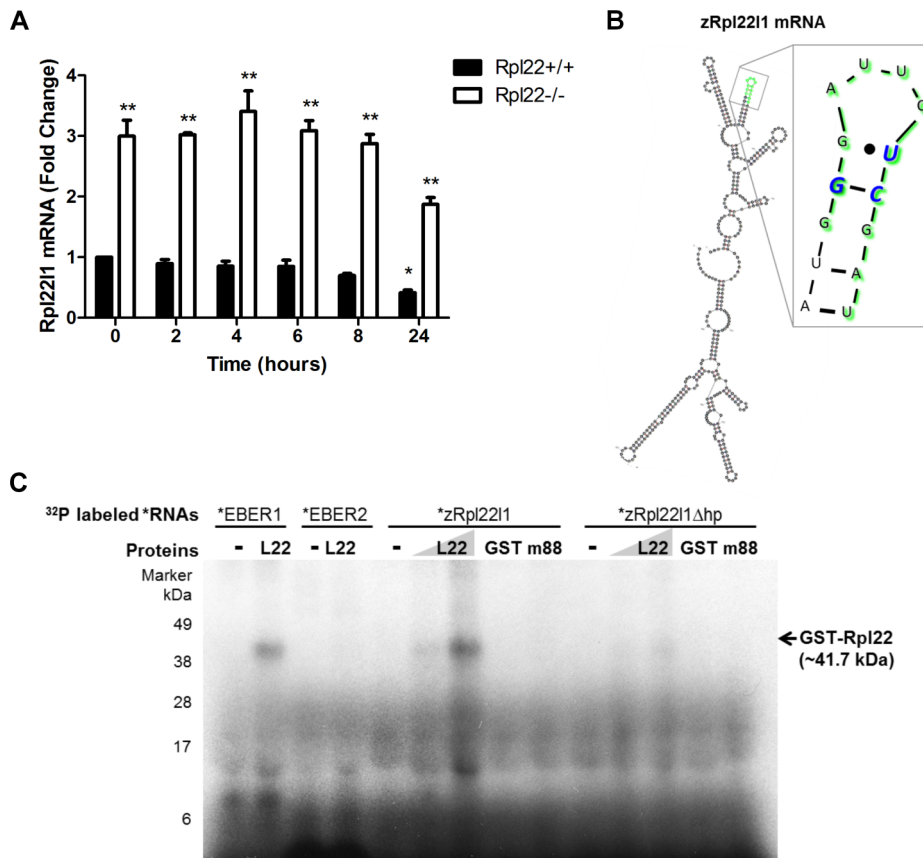 A
Rpl22l1 mRNA (Fold Change)
4
3
2
1
0
** ** ** ** ** * **
0 2 4 6 8 24
Time (hours)
Rpl22+/+
Rpl22-/-
B
zRpl22l1 mRNA
A U U
G
G U
G C
G G
U A
A U
C
32P labeled *RNAs *EBER1 *EBER2 *zRpl22l1 *zRpl22l1Δhp
Proteins - L22 - L22 - L22 GST m88 - L22 GST m88
Marker
kDa
49
38
28
17
6
GST-Rpl22
(~41.7 kDa)